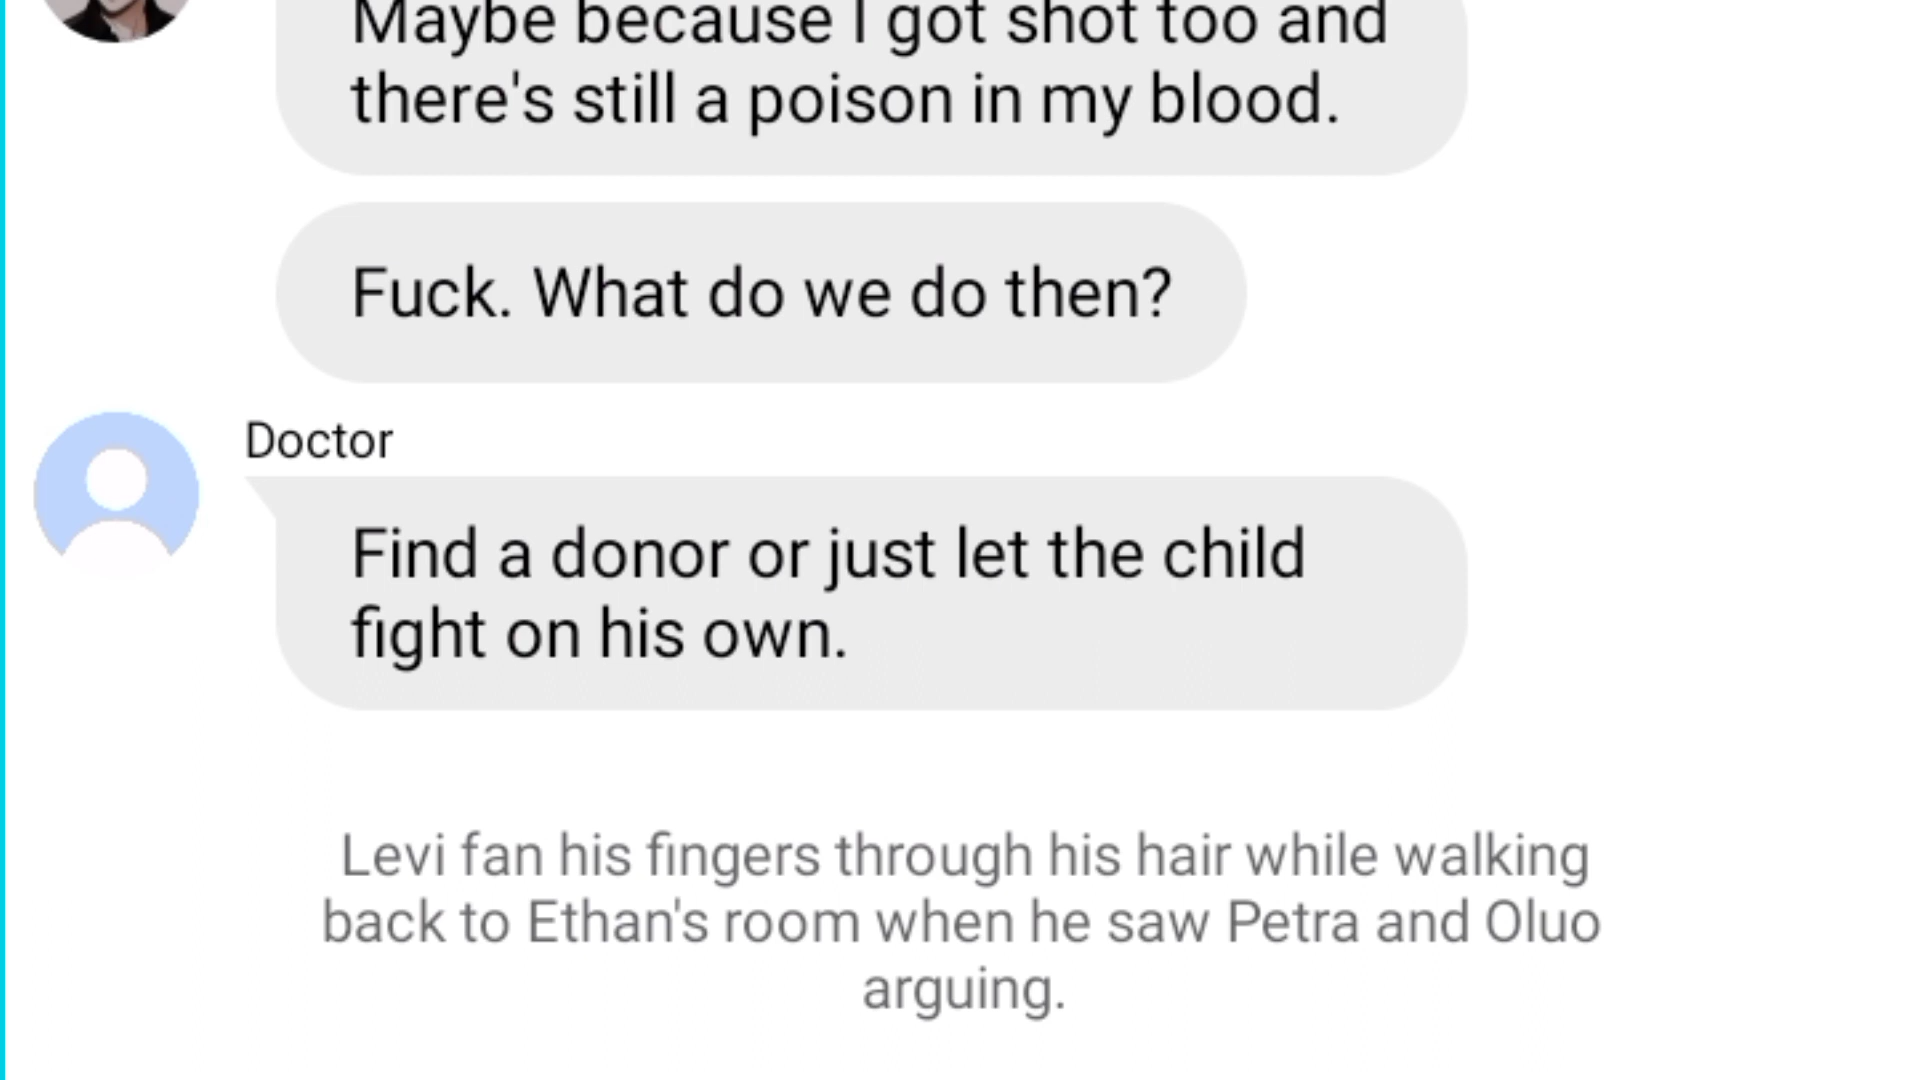 Maybe because I got shot too and
there's still a poison in my blood.
Fuck. What do we do then?
Doctor
Find a donor or just let the child
fight on his own.
Levi fan his fingers through his hair while walking
back to Ethan's room when he saw Petra and Oluo
arguing.